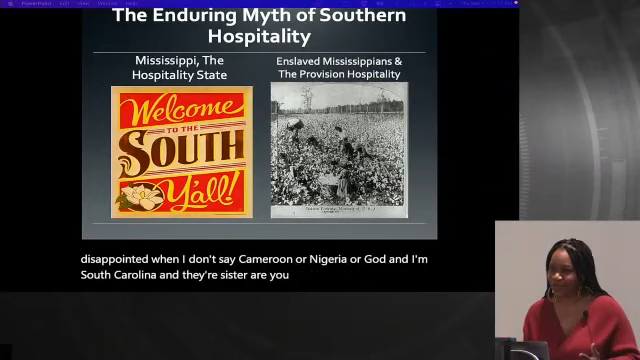 The Enduring Myth of Southern
Hospitality
Mississippi, The
Hospitality State
Enslaved Mississippians &
The Provision Hospitality
Welcome
TO THE
SOUTH
Y'all!
disappointed when I don't say Cameroon or Nigeria or God and I'm
South Carolina and they're sister are you